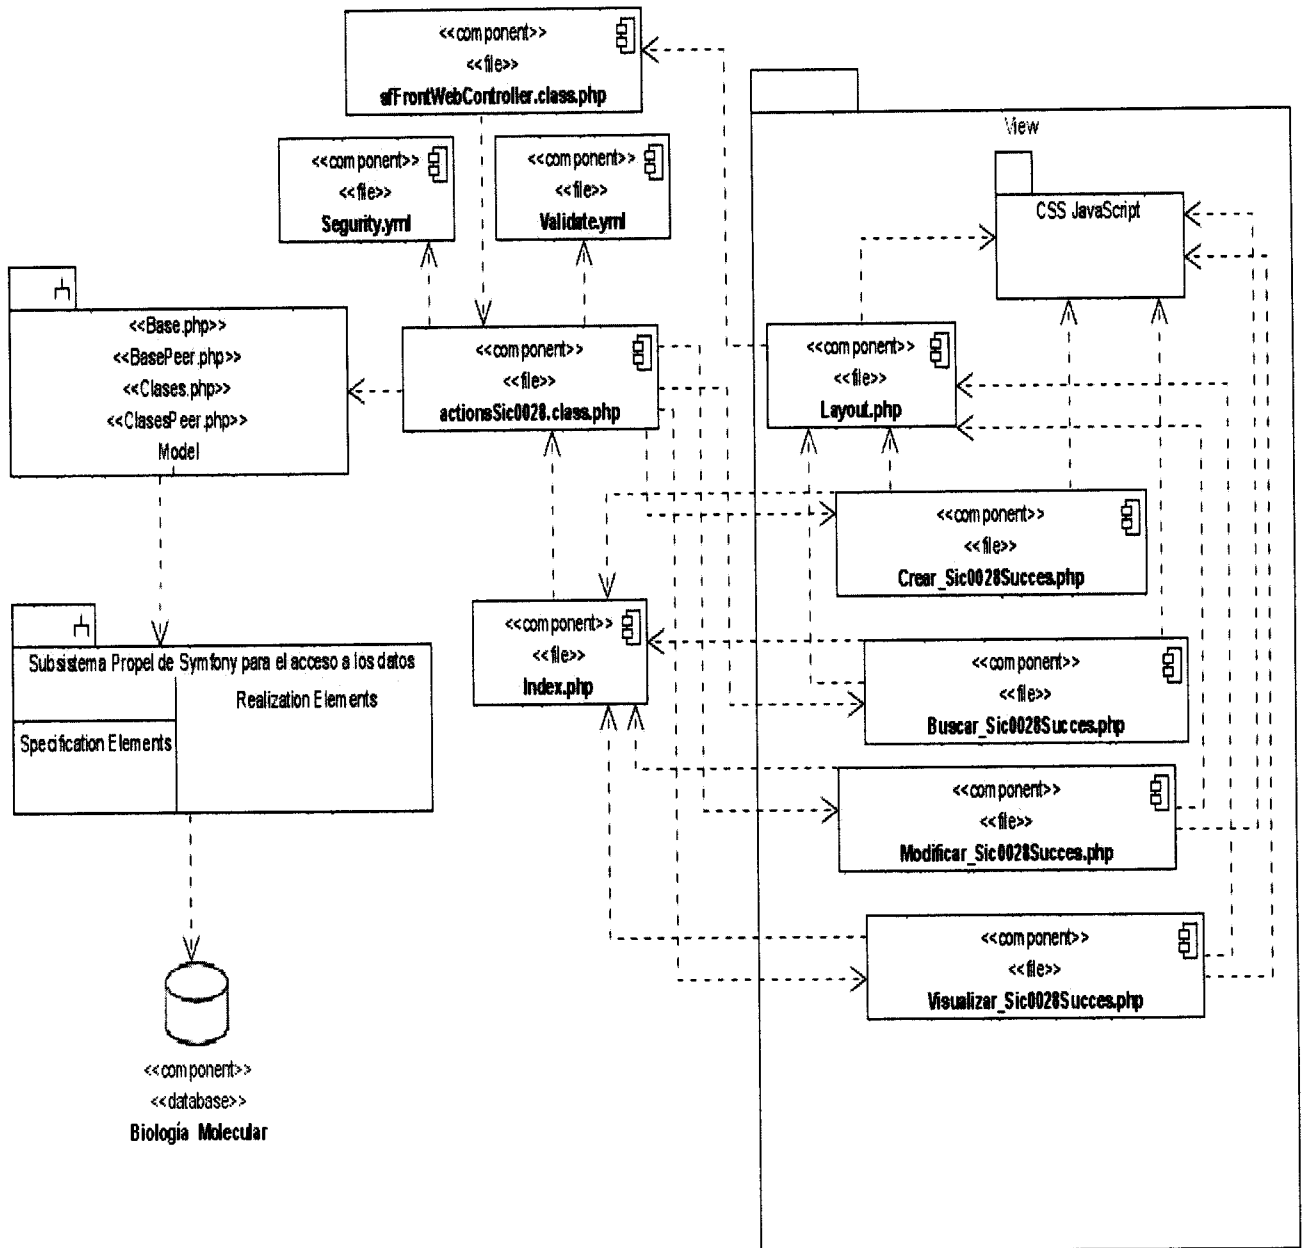 <<component>>
<<file>>
sfFrontWebController.class.php
<<component>>
<<file>>
Segurity.yml
<<component>>
<<file>>
Validate.yml
View
CSS JavaScript
<<Base.php>>
<<BasePeer.php>>
<<Clases.php>>
<<ClasesPeer.php>>
Model
<<component>>
<<file>>
actionsSic0028.class.php
<<component>>
<<file>>
Layout.php
<<component>>
<<file>>
Crear_Sic0028Succes.php
<<component>>
<<file>>
Index.php
Subsistema Propel de Symfony para el acceso a los datos
Realization Elements
Specification Elements
<<component>>
<<file>>
Buscar_Sic0028Succes.php
<<component>>
<<file>>
Modificar_Sic0028Succes.php
<<component>>
<<file>>
Visualizar_Sic0028Succes.php
<<component>>
<<database>>
Biología Molecular